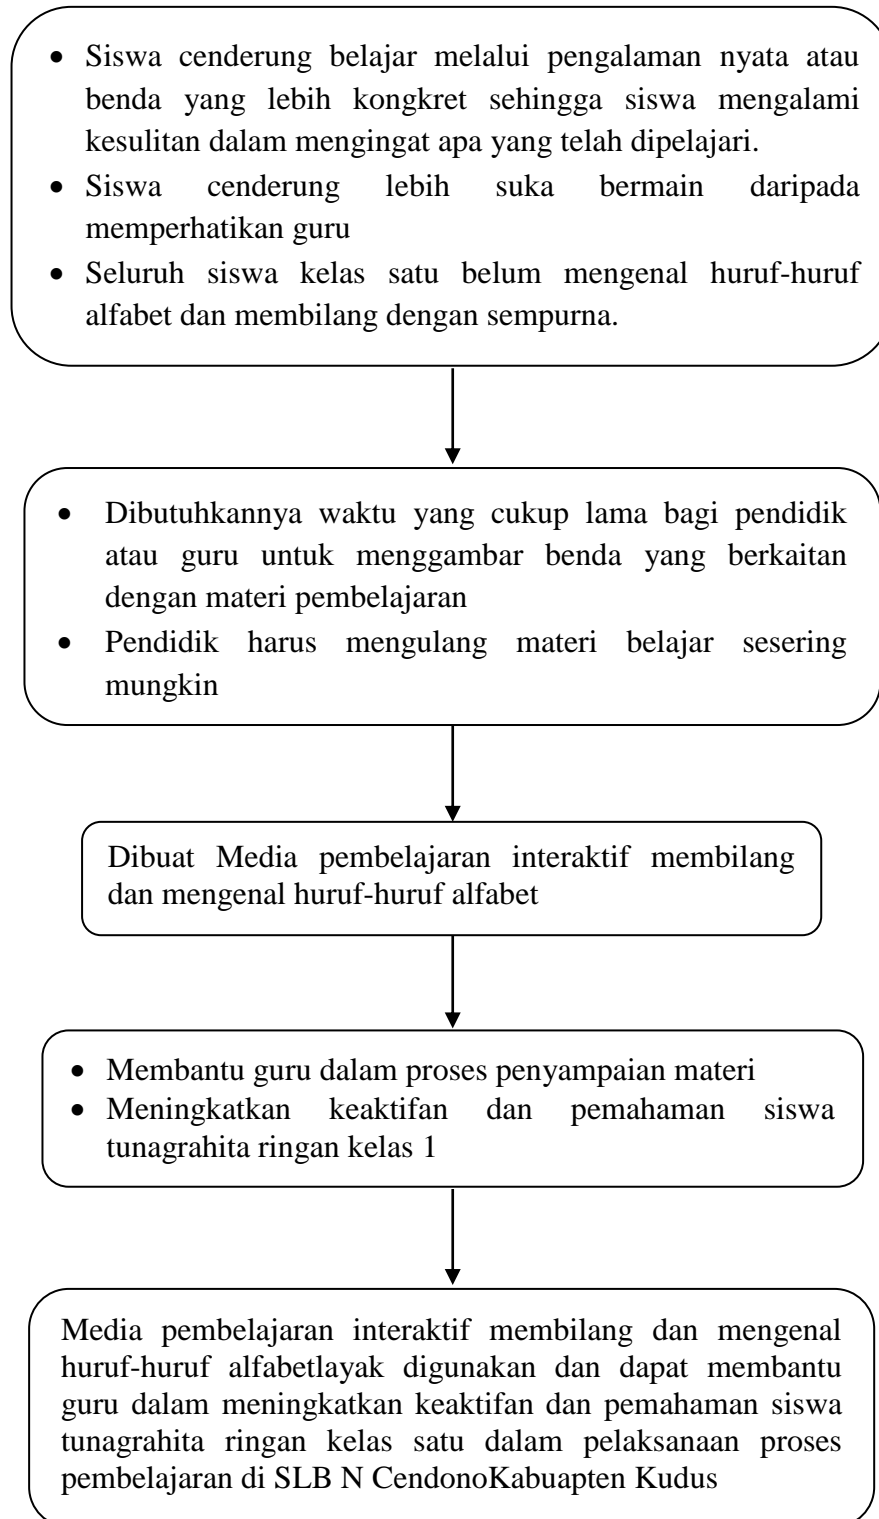 • Siswa cenderung belajar melalui pengalaman nyata atau
benda yang lebih kongkret sehingga siswa mengalami
kesulitan dalam mengingat apa yang telah dipelajari.
• Siswa cenderung lebih suka bermain daripada
memperhatikan guru
• Seluruh siswa kelas satu belum mengenal huruf-huruf
alfabet dan membilang dengan sempurna.
• Dibutuhkannya waktu yang cukup lama bagi pendidik
atau guru untuk menggambar benda yang berkaitan
dengan materi pembelajaran
• Pendidik harus mengulang materi belajar sesering
mungkin
Dibuat Media pembelajaran interaktif membilang
dan mengenal huruf-huruf alfabet
• Membantu guru dalam proses penyampaian materi
• Meningkatkan keaktifan dan pemahaman siswa
tunagrahita ringan kelas 1
Media pembelajaran interaktif membilang dan mengenal
huruf-huruf alfabetlayak digunakan dan dapat membantu
guru dalam meningkatkan keaktifan dan pemahaman siswa
tunagrahita ringan kelas satu dalam pelaksanaan proses
pembelajaran di SLB N CendonoKabuapten Kudus